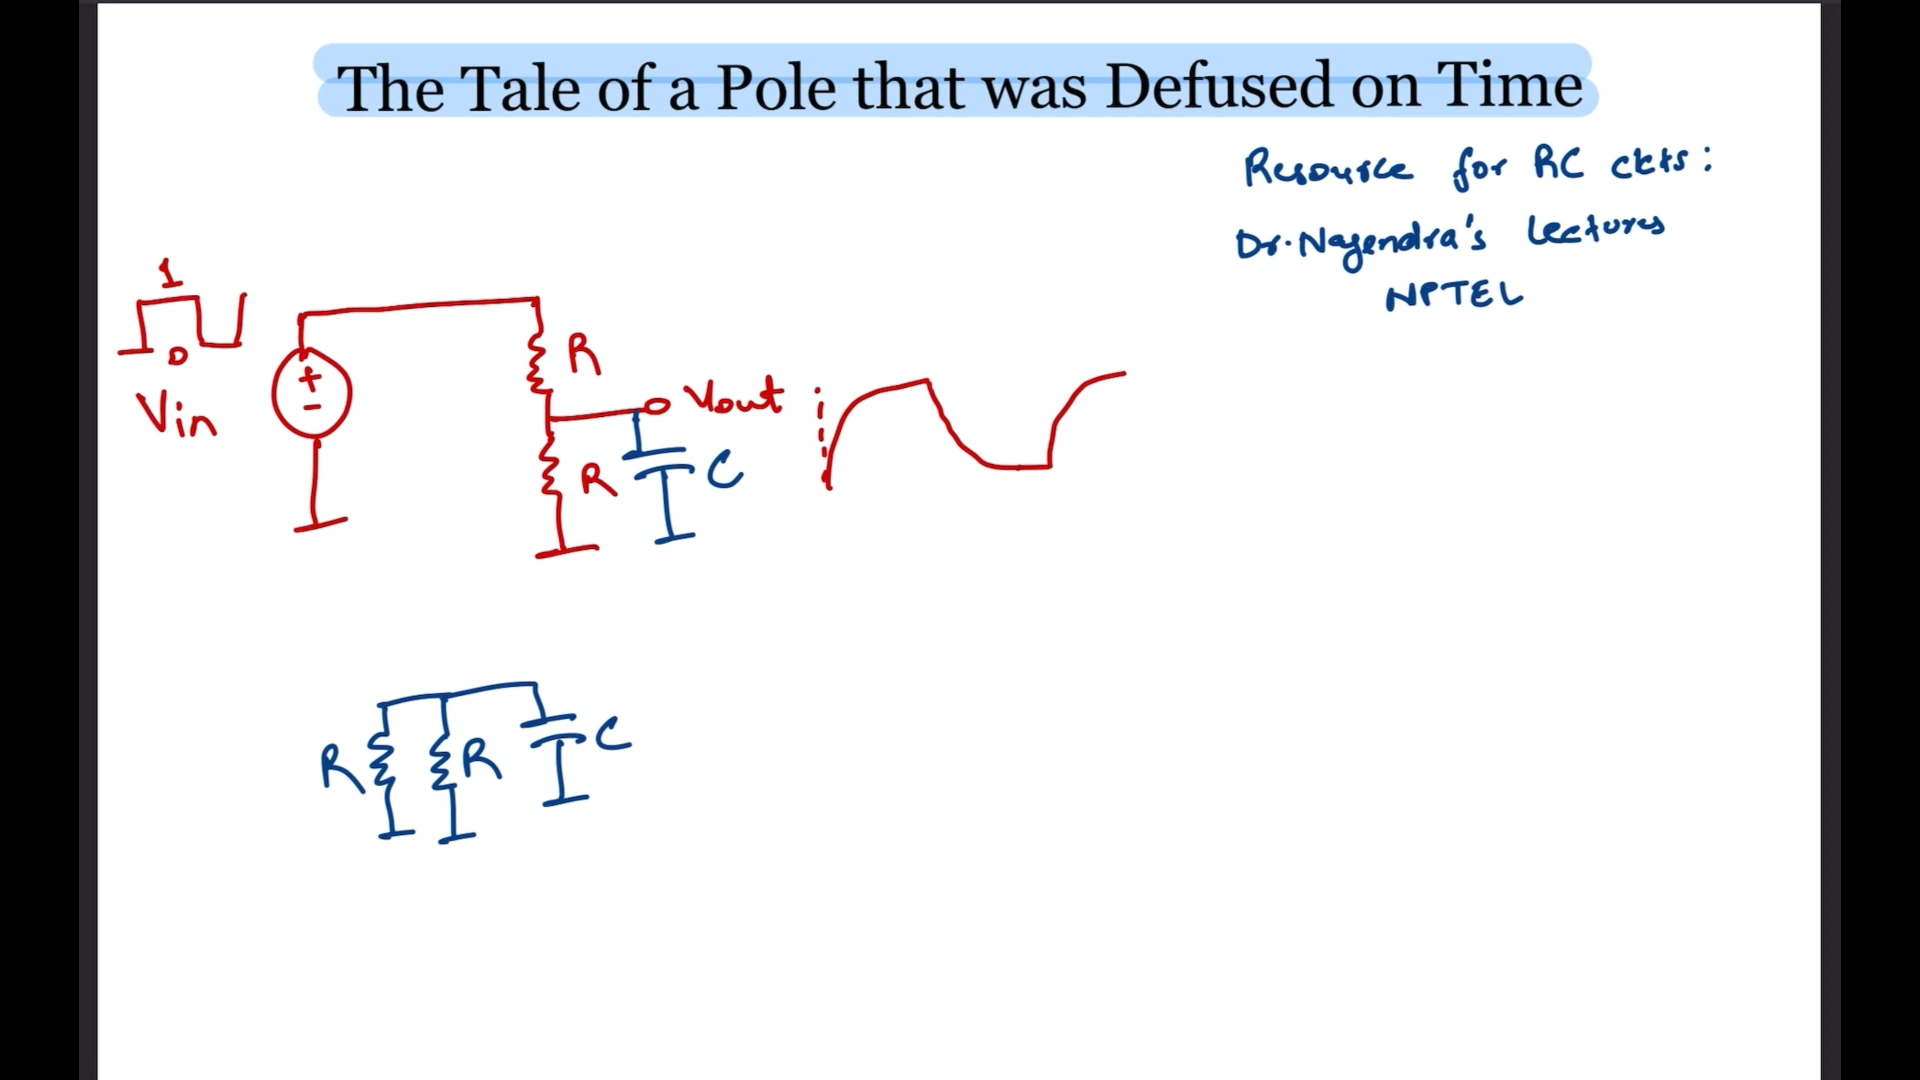 The Tale of a Pole that was Defused on Time
Resource for RC ckts:
Dr. Nagendra's Lectures
NPTEL
1
0
Vin
+
-
R
Vout
R
C
R
R
C